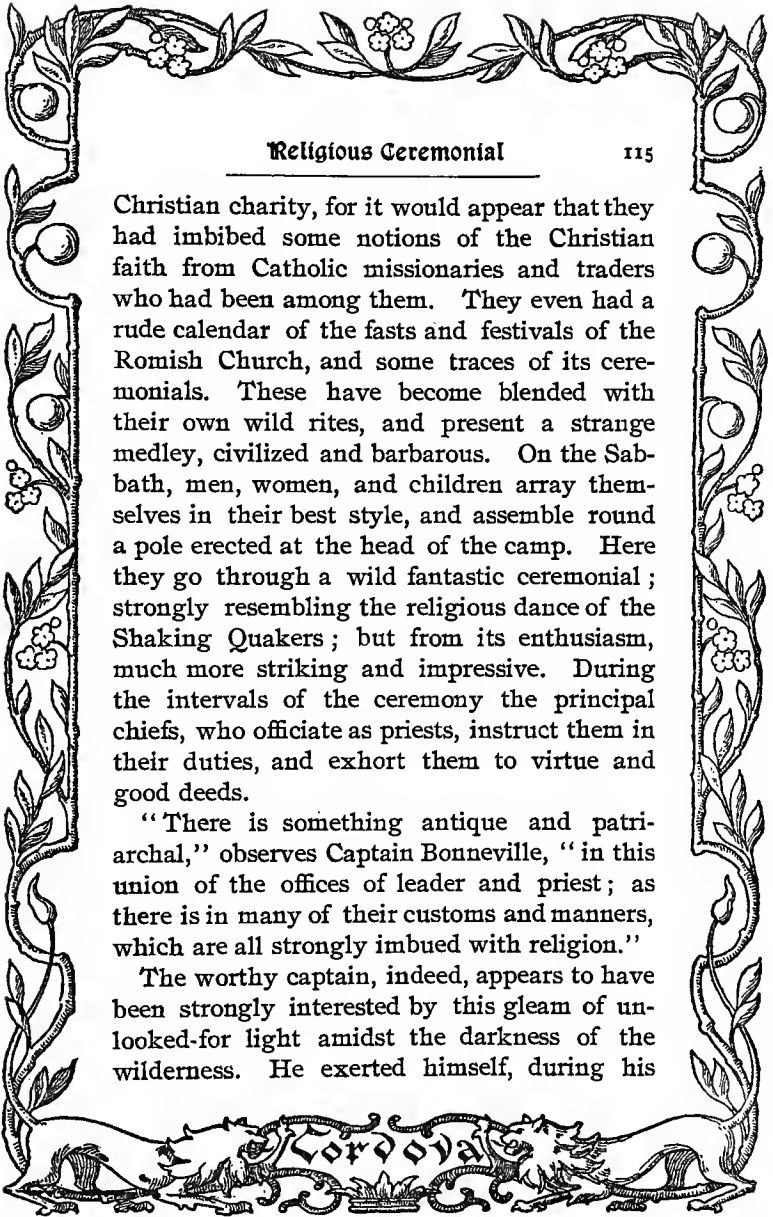 Religious Ceremonial 115
Christian charity, for it would appear that they
had imbibed some notions of the Christian
faith from Catholic missionaries and traders
who had been among them. They even had a
rude calendar of the fasts and festivals of the
Romish Church, and some traces of its cere-
monials. These have become blended with
their own wild rites, and present a strange
medley, civilized and barbarous. On the Sab-
bath, men, women, and children array them-
selves in their best style, and assemble round
a pole erected at the head of the camp. Here
they go through a wild fantastic ceremonial ;
strongly resembling the religious dance of the
Shaking Quakers ; but from its enthusiasm,
much more striking and impressive. During
the intervals of the ceremony the principal
chiefs, who officiate as priests, instruct them in
their duties, and exhort them to virtue and
good deeds.
“There is something antique and patri-
archal,” observes Captain Bonneville, “in this
union of the offices of leader and priest ; as
there is in many of their customs and manners,
which are all strongly imbued with religion.”
The worthy captain, indeed, appears to have
been strongly interested by this gleam of un-
looked-for light amidst the darkness of the
wilderness. He exerted himself, during his
Cordova